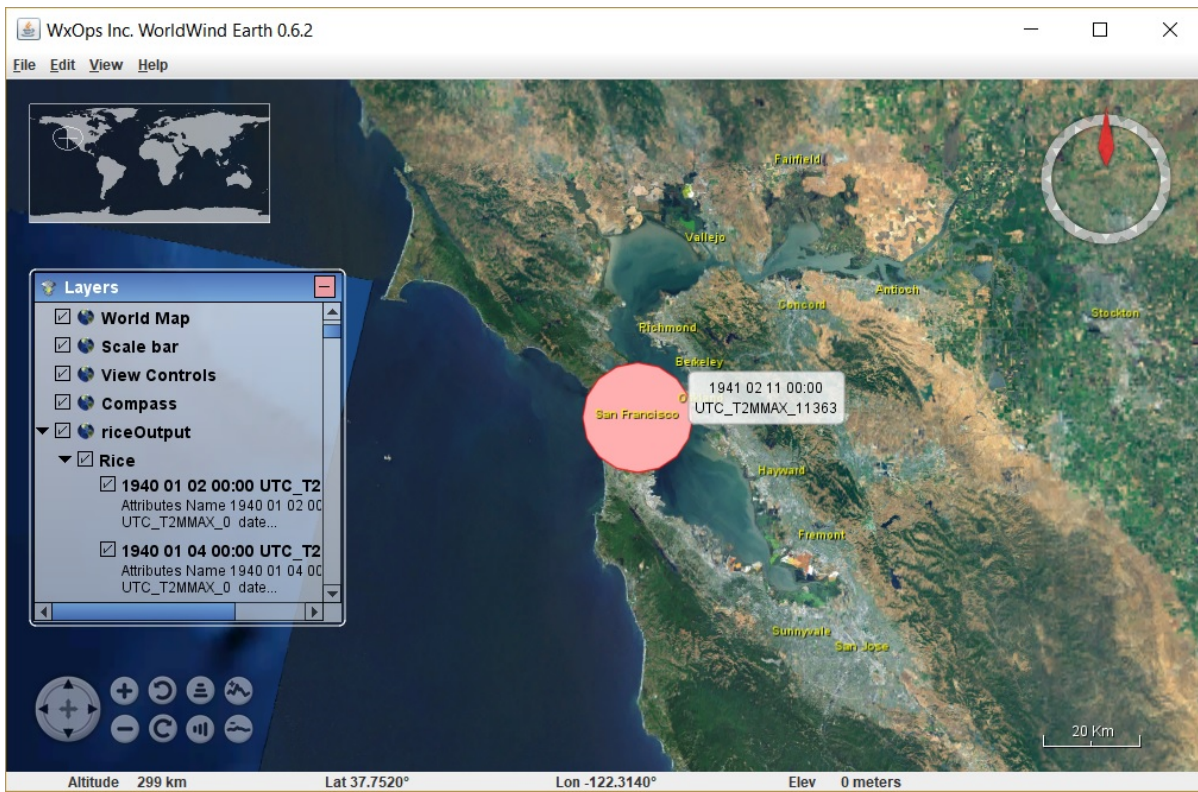 WxOps Inc. WorldWind Earth 0.6.2
File Edit View Help
Fairfield
Vallejo
Antioch
Concord
Stockton
Richmond
Berkeley
San Francisco
1941 02 11 00:00
UTC_T2MMAX_11363
Hayward
Fremont
Sunnyvale
San Jose
Layers
World Map
Scale bar
View Controls
Compass
riceOutput
Rice
1940 01 02 00:00 UTC_T2
Attributes Name 1940 01 02 00
UTC_T2MMAX_0 date...
1940 01 04 00:00 UTC_T2
Attributes Name 1940 01 04 00
UTC_T2MMAX_0 date...
20 Km
Altitude 299 km Lat 37.7520° Lon -122.3140° Elev 0 meters